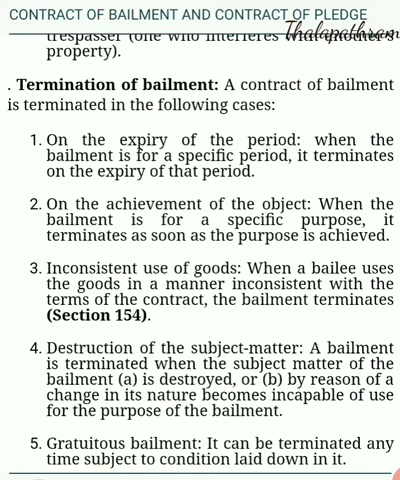 CONTRACT OF BAILMENT AND CONTRACT OF PLEDGE
Thalapathram
trespasser (one who interferes with another's
property).
. Termination of bailment: A contract of bailment
is terminated in the following cases:
1. On the expiry of the period: when the
bailment is for a specific period, it terminates
on the expiry of that period.
2. On the achievement of the object: When the
bailment is for a specific purpose, it
terminates as soon as the purpose is achieved.
3. Inconsistent use of goods: When a bailee uses
the goods in a manner inconsistent with the
terms of the contract, the bailment terminates
(Section 154).
4. Destruction of the subject-matter: A bailment
is terminated when the subject matter of the
bailment (a) is destroyed, or (b) by reason of a
change in its nature becomes incapable of use
for the purpose of the bailment.
5. Gratuitous bailment: It can be terminated any
time subject to condition laid down in it.